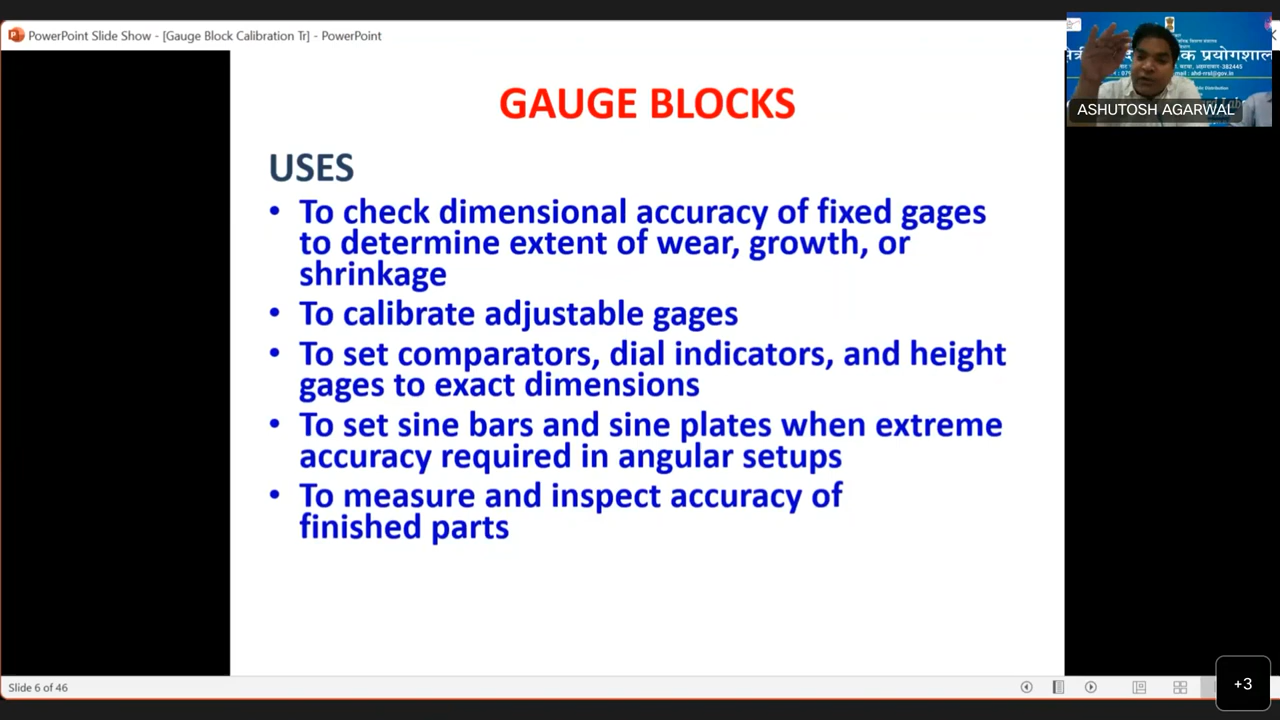 PowerPoint Slide Show - [Gauge Block Calibration Tr] - PowerPoint
GAUGE BLOCKS
USES
• To check dimensional accuracy of fixed gages
to determine extent of wear, growth, or
shrinkage
• To calibrate adjustable gages
• To set comparators, dial indicators, and height
gages to exact dimensions
• To set sine bars and sine plates when extreme
accuracy required in angular setups
• To measure and inspect accuracy of
finished parts
प्रयोगशाल
382445
ASHUTOSH AGARWAL
Slide 6 of 46
+3